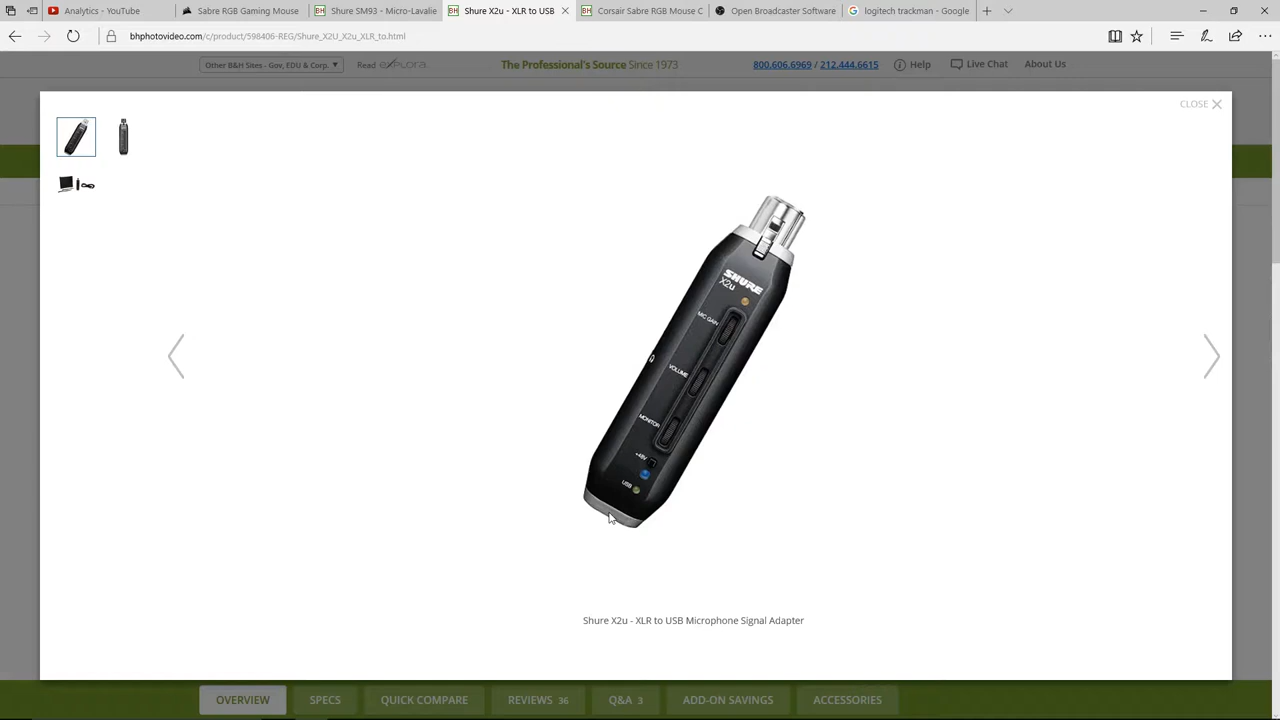 Analytics - YouTube
Sabre RGB Gaming Mouse
BH Shure SM93 - Micro-Lavalie
BH Shure X2u - XLR to USB
BH Corsair Sabre RGB Mouse C
Open Broadcaster Software
G logitech trackman - Google
bhphotovideo.com/c/product/598406-REG/Shure_X2U_X2u_XLR_to.html
Other B&H Sites - Gov, EDU & Corp.
Read eXPLORA
The Professional's Source Since 1973
800.606.6969 / 212.444.6615
Help
Live Chat
About Us
CLOSE
SHURE
X2u
MIC GAIN
VOLUME
MONITOR
+48V
USB
Shure X2u - XLR to USB Microphone Signal Adapter
OVERVIEW
SPECS
QUICK COMPARE
REVIEWS 36
Q&A 3
ADD-ON SAVINGS
ACCESSORIES